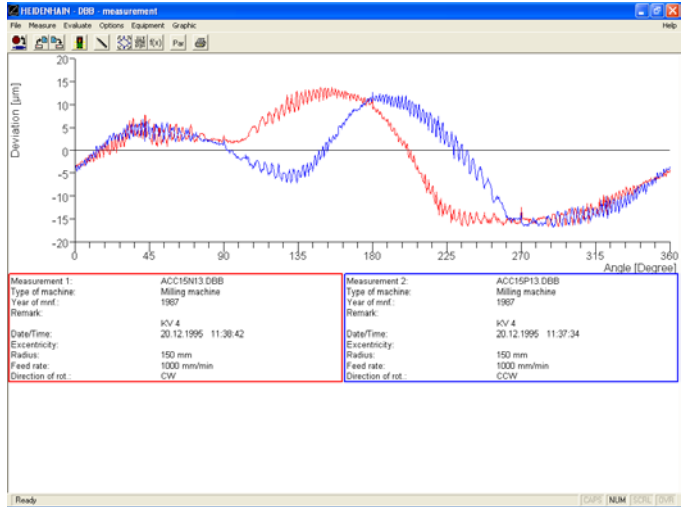 HEIDENHAIN - DBB - measurement
File Measure Evaluate Options Equipment Graphic Help
f(x) Par
Deviation [µm]
20
15
10
5
0
-5
-10
-15
-20
0 45 90 135 180 225 270 315 360
Angle [Degree]
Measurement 1: ACC15N13.DBB
Type of machine: Milling machine
Year of mnf.: 1987
Remark:
KV 4
Date/Time: 20.12.1995 11:38:42
Excentricity:
Radius: 150 mm
Feed rate: 1000 mm/min
Direction of rot.: CW
Measurement 2: ACC15P13.DBB
Type of machine: Milling machine
Year of mnf.: 1987
Remark:
KV 4
Date/Time: 20.12.1995 11:37:34
Excentricity:
Radius: 150 mm
Feed rate: 1000 mm/min
Direction of rot.: CCW
Ready CAPS NUM SCRL OVR